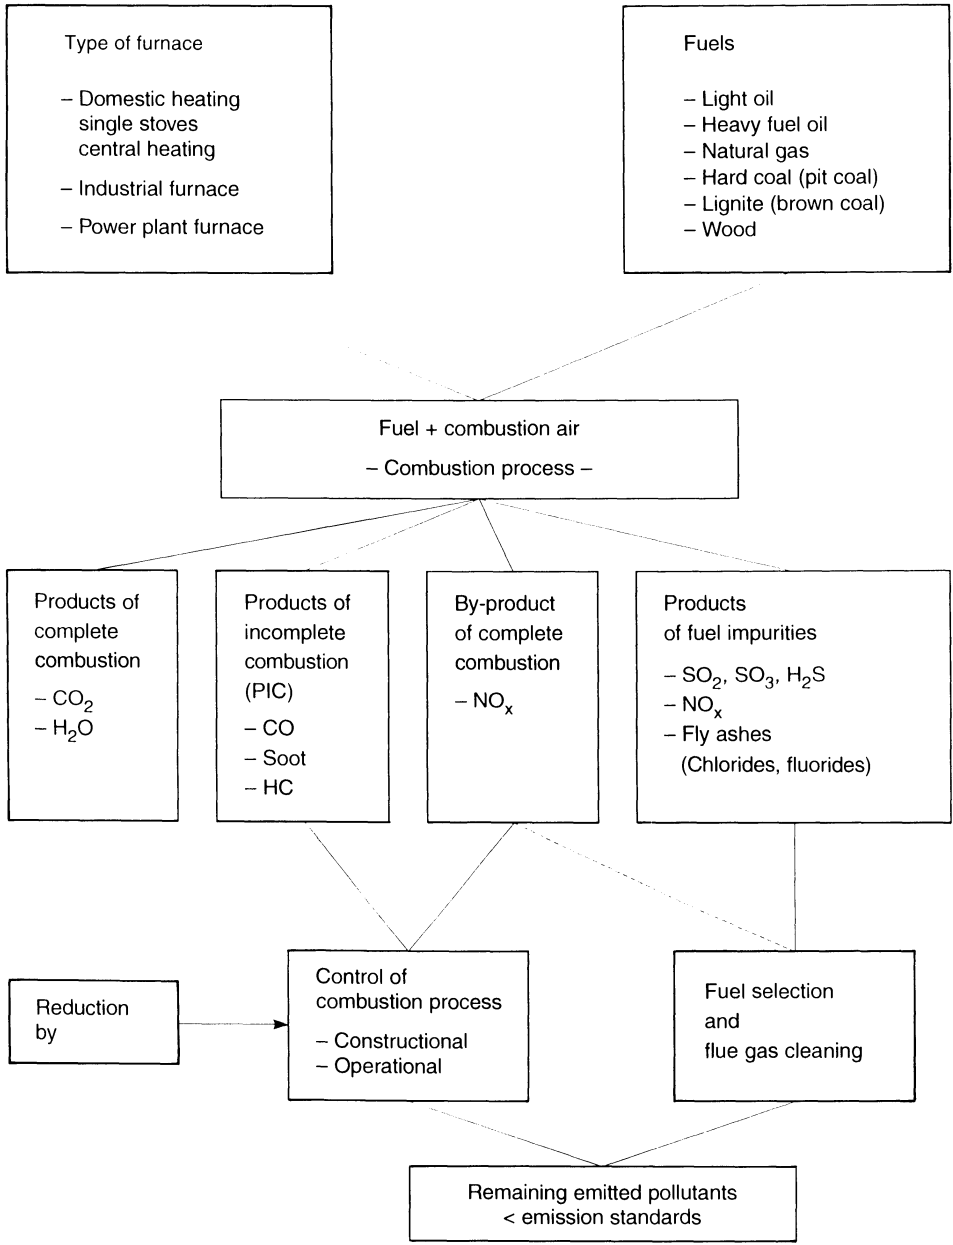 Type of furnace
– Domestic heating
single stoves
central heating
– Industrial furnace
– Power plant furnace
Fuels
– Light oil
– Heavy fuel oil
– Natural gas
– Hard coal (pit coal)
– Lignite (brown coal)
– Wood
Fuel + combustion air
– Combustion process –
Products of
complete
combustion
– CO₂
– H₂O
Products of
incomplete
combustion
(PIC)
– CO
– Soot
– HC
By-product
of complete
combustion
– NOₓ
Products
of fuel impurities
– SO₂, SO₃, H₂S
– NOₓ
– Fly ashes
(Chlorides, fluorides)
Reduction
by
Control of
combustion process
– Constructional
– Operational
Fuel selection
and
flue gas cleaning
Remaining emitted pollutants
< emission standards